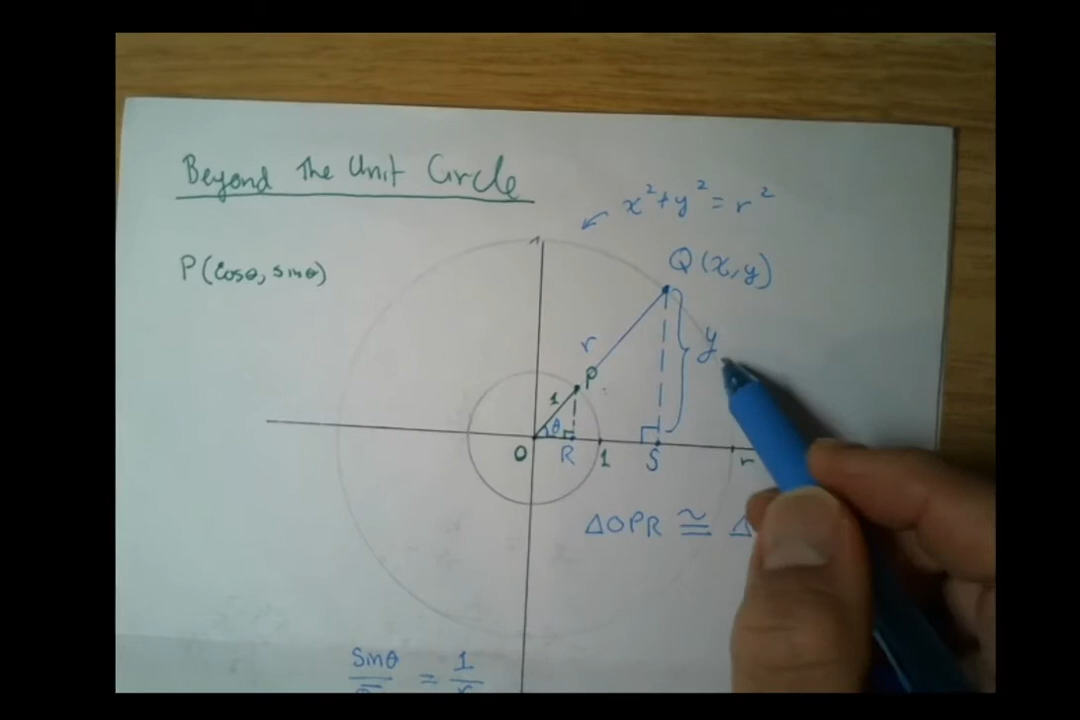 Beyond the Unit Circle
x² + y² = r²
P(cosθ, sinθ)
Q(x, y)
r
y
P
1
θ
O
R
1
S
r
ΔOPR ≅ Δ
sinθ
= 1